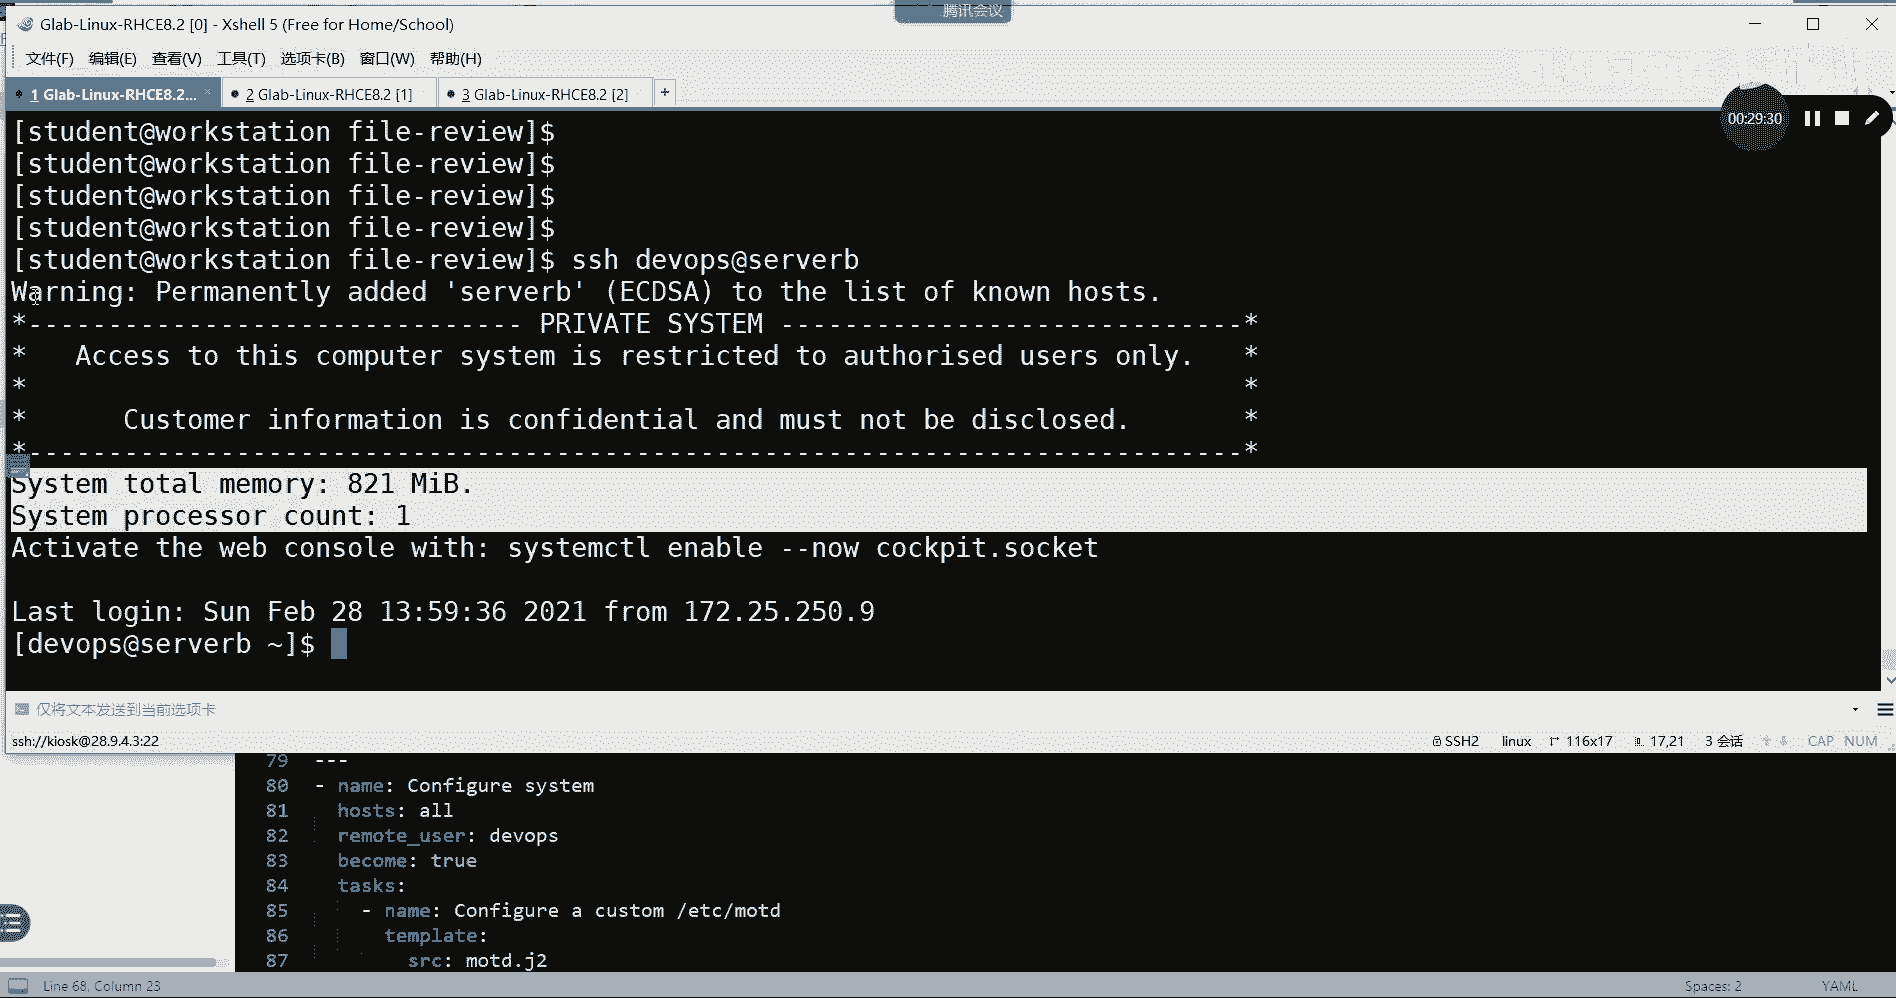 腾讯会议
Glab-Linux-RHCE8.2 [0] - Xshell 5 (Free for Home/School)
文件(F) 编辑(E) 查看(V) 工具(T) 选项卡(B) 窗口(W) 帮助(H)
1 Glab-Linux-RHCE8.2... × 2 Glab-Linux-RHCE8.2 [1] 3 Glab-Linux-RHCE8.2 [2] +
00:29:30
[student@workstation file-review]$
[student@workstation file-review]$
[student@workstation file-review]$
[student@workstation file-review]$
[student@workstation file-review]$ ssh devops@serverb
Warning: Permanently added 'serverb' (ECDSA) to the list of known hosts.
*------------------------------- PRIVATE SYSTEM -----------------------------*
*   Access to this computer system is restricted to authorised users only.   *
*                                                                            *
*      Customer information is confidential and must not be disclosed.       *
*----------------------------------------------------------------------------*
System total memory: 821 MiB.
System processor count: 1
Activate the web console with: systemctl enable --now cockpit.socket
Last login: Sun Feb 28 13:59:36 2021 from 172.25.250.9
[devops@serverb ~]$
仅将文本发送到当前选项卡
ssh://kiosk@28.9.4.3:22 SSH2 linux 116x17 17,21 3 会话 CAP NUM
79 ---
80 - name: Configure system
81 hosts: all
82 remote_user: devops
83 become: true
84 tasks:
85 - name: Configure a custom /etc/motd
86 template:
87 src: motd.j2
Line 68, Column 23 Spaces: 2 YAML